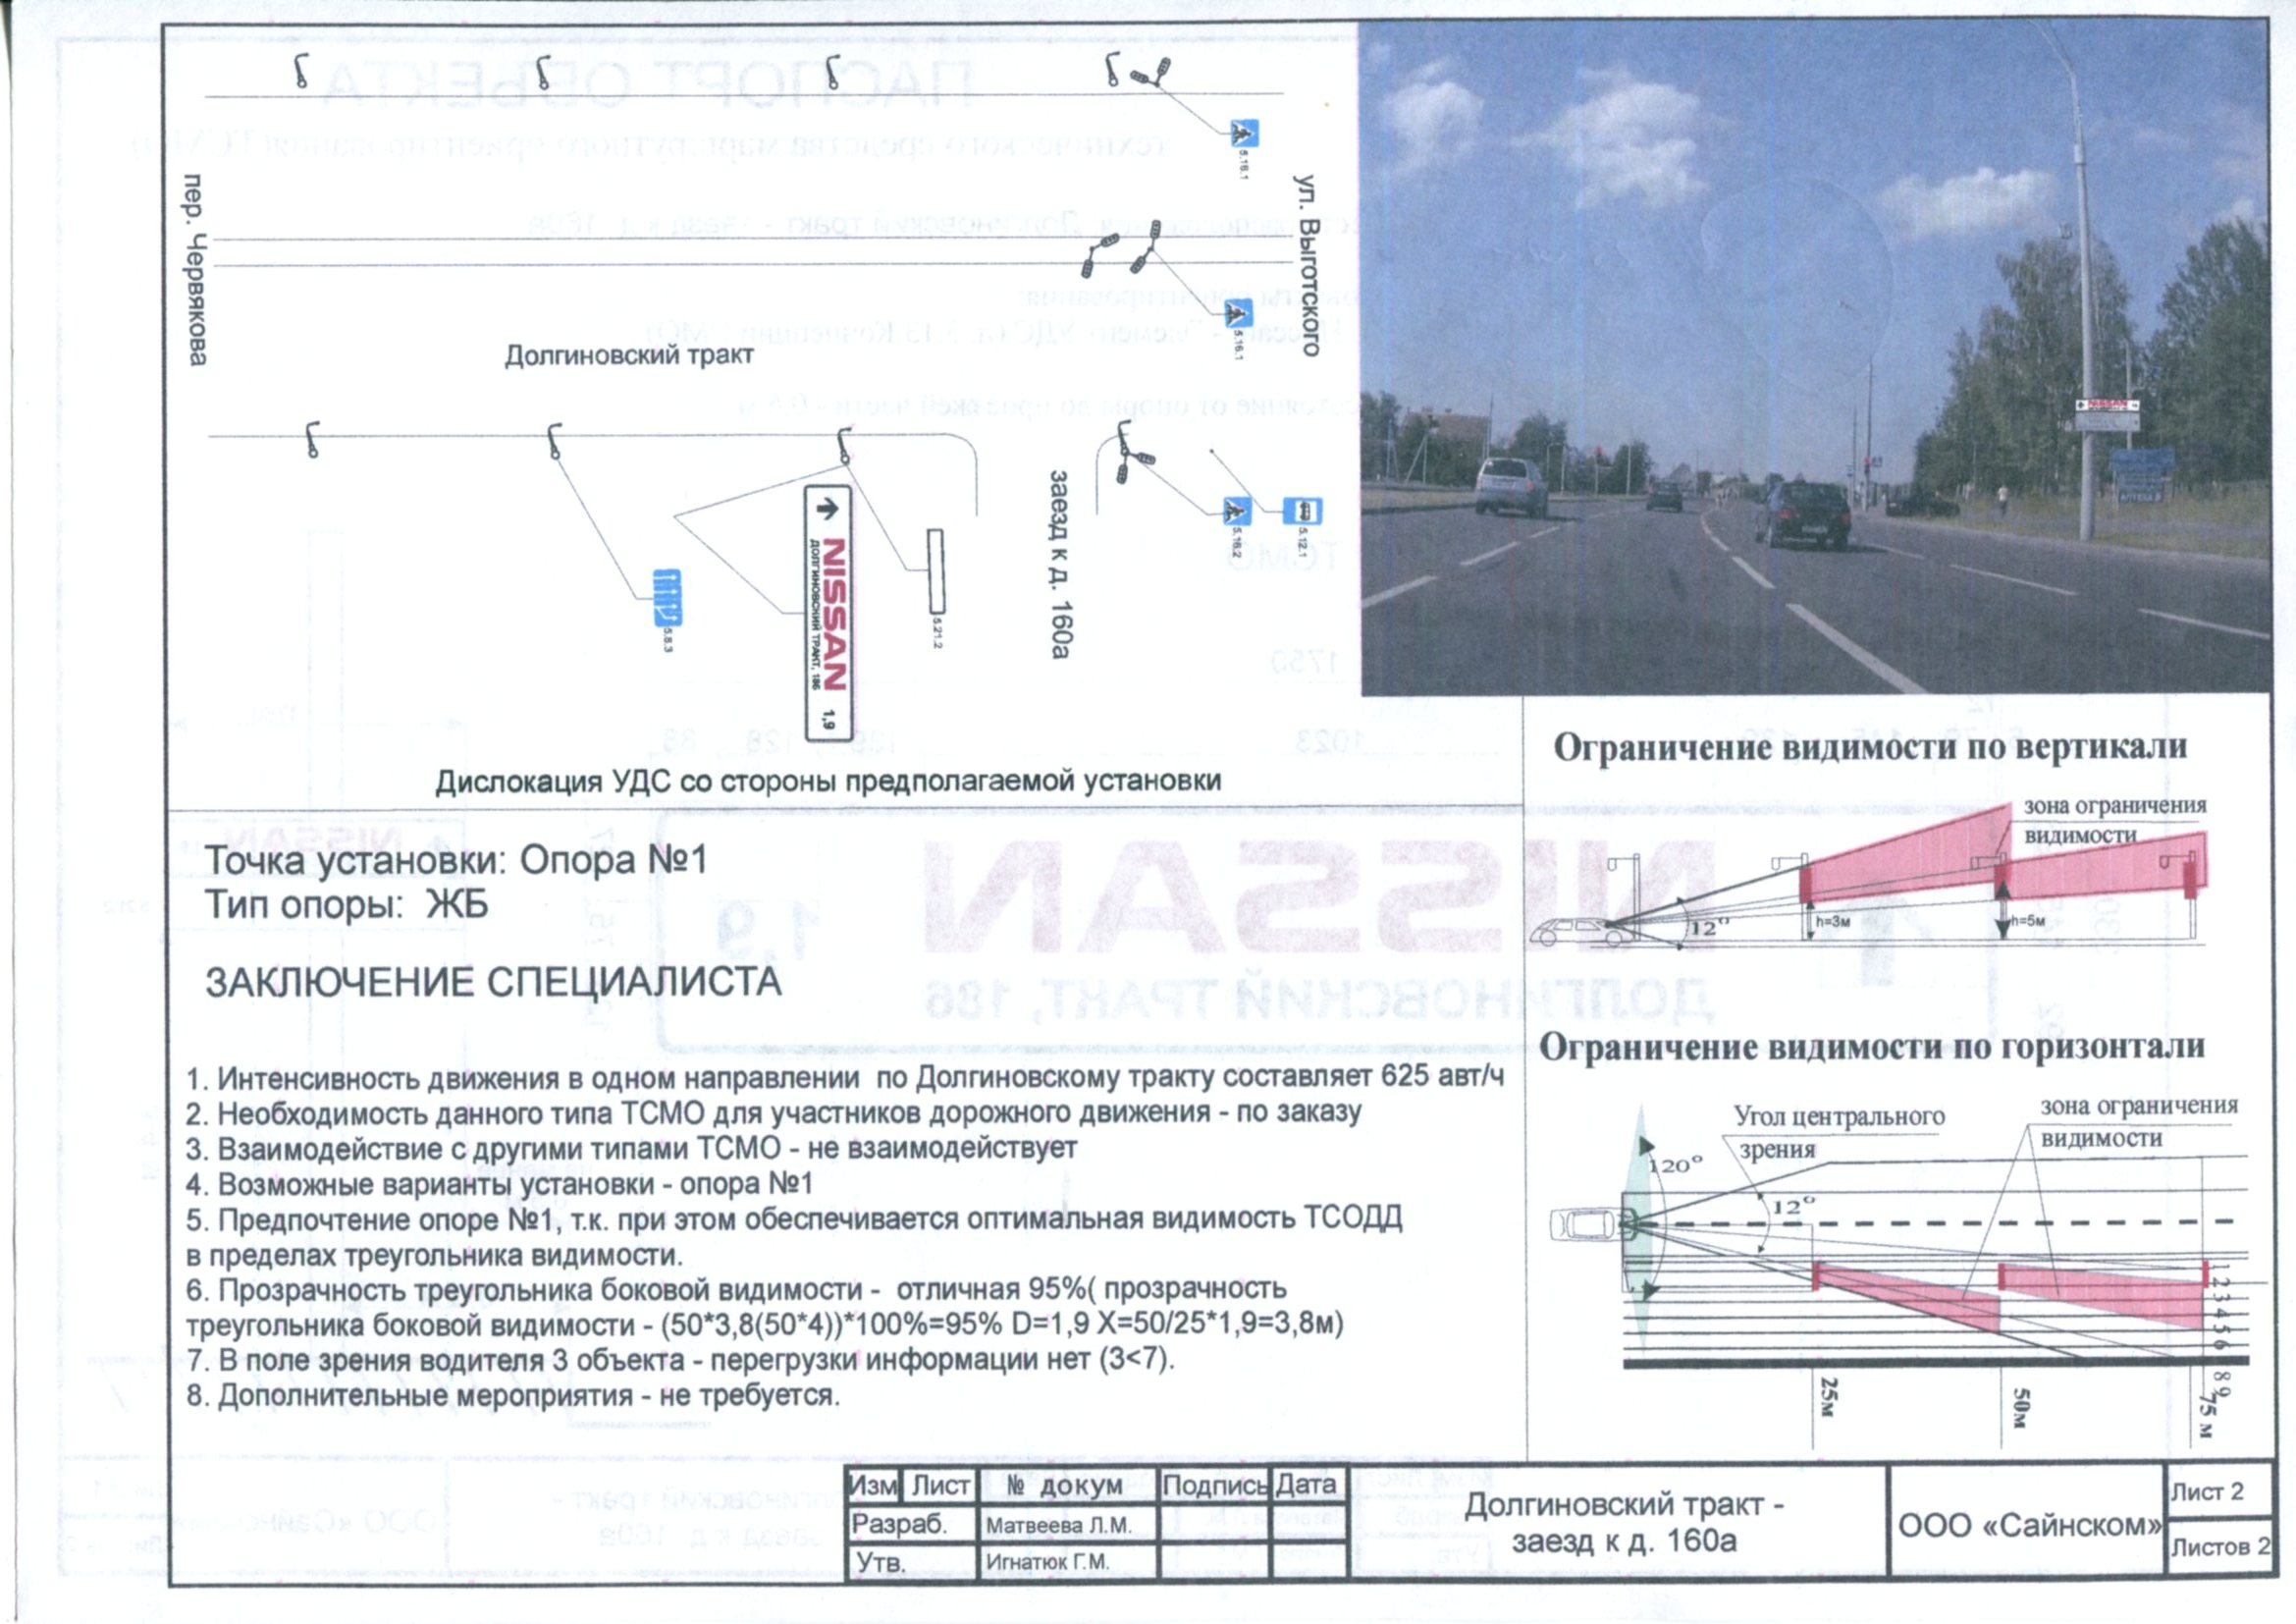 пер. Червякова
ул. Выготского
5.16.1
5.16.1
Долгиновский тракт
заезд к д. 160а
5.16.2
5.12.1
5.8.3
NISSAN
ДОЛГИНОВСКИЙ ТРАКТ, 186
1,9
5.21.2
Дислокация УДС со стороны предполагаемой установки
NISSAN
АПТЕКА
Точка установки: Опора №1
Тип опоры: ЖБ
ЗАКЛЮЧЕНИЕ СПЕЦИАЛИСТА
1. Интенсивность движения в одном направлении по Долгиновскому тракту составляет 625 авт/ч
2. Необходимость данного типа ТСМО для участников дорожного движения - по заказу
3. Взаимодействие с другими типами ТСМО - не взаимодействует
4. Возможные варианты установки - опора №1
5. Предпочтение опоре №1, т.к. при этом обеспечивается оптимальная видимость ТСОДД
в пределах треугольника видимости.
6. Прозрачность треугольника боковой видимости - отличная 95%( прозрачность
треугольника боковой видимости - (50*3,8(50*4))*100%=95% D=1,9 X=50/25*1,9=3,8м)
7. В поле зрения водителя 3 объекта - перегрузки информации нет (3<7).
8. Дополнительные мероприятия - не требуется.
Ограничение видимости по вертикали
зона ограничения
видимости
12°
h=3м
h=5м
Ограничение видимости по горизонтали
Угол центрального
зрения
зона ограничения
видимости
120°
12°
1 2 3 4 5 6 8 9
25м
50м
75 м
Изм Лист № докум Подпись Дата
Разраб. Матвеева Л.М.
Утв. Игнатюк Г.М.
Долгиновский тракт -
заезд к д. 160а
ООО «Сайнском»
Лист 2
Листов 2